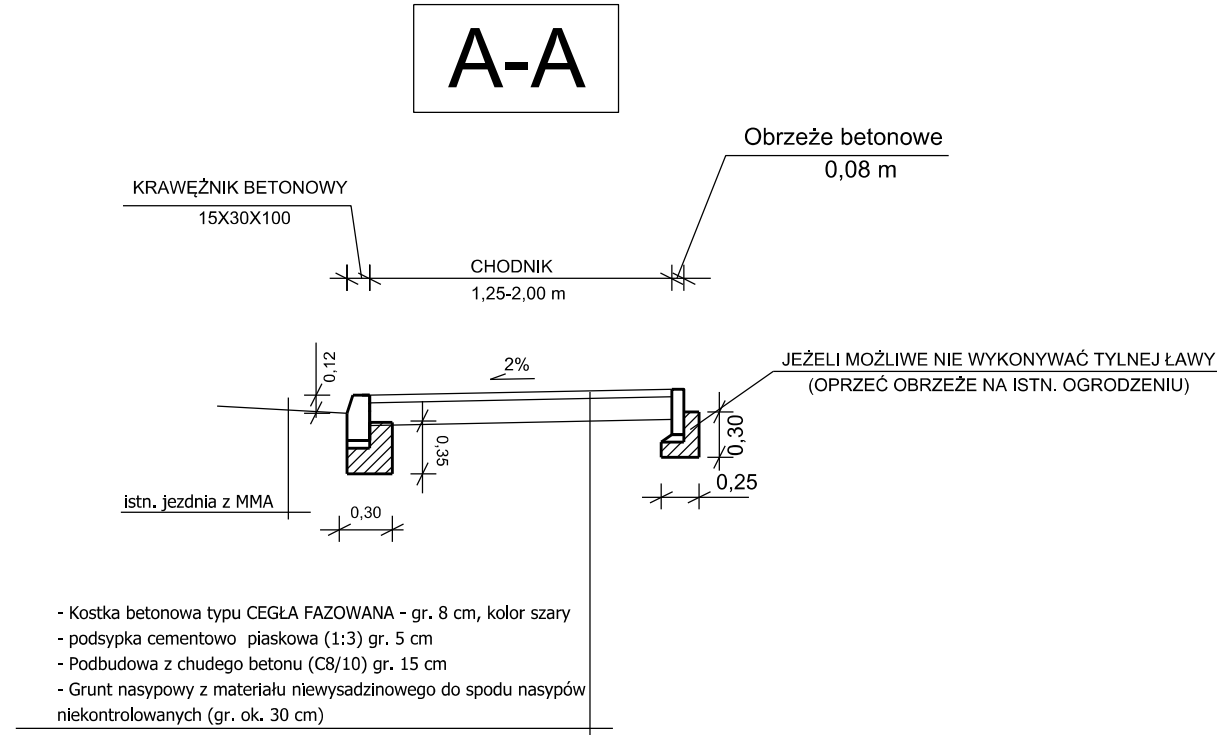 A-A
Obrzeże betonowe
0,08 m
KRAWĘŻNIK BETONOWY
15X30X100
CHODNIK
1,25-2,00 m
0,12
2%
JEŻELI MOŻLIWE NIE WYKONYWAĆ TYLNEJ ŁAWY
(OPRZEĆ OBRZEŻE NA ISTN. OGRODZENIU)
0,35
0,30
0,25
istn. jezdnia z MMA
0,30
- Kostka betonowa typu CEGŁA FAZOWANA - gr. 8 cm, kolor szary
- podsypka cementowo piaskowa (1:3) gr. 5 cm
- Podbudowa z chudego betonu (C8/10) gr. 15 cm
- Grunt nasypowy z materiału niewysadzinowego do spodu nasypów
niekontrolowanych (gr. ok. 30 cm)